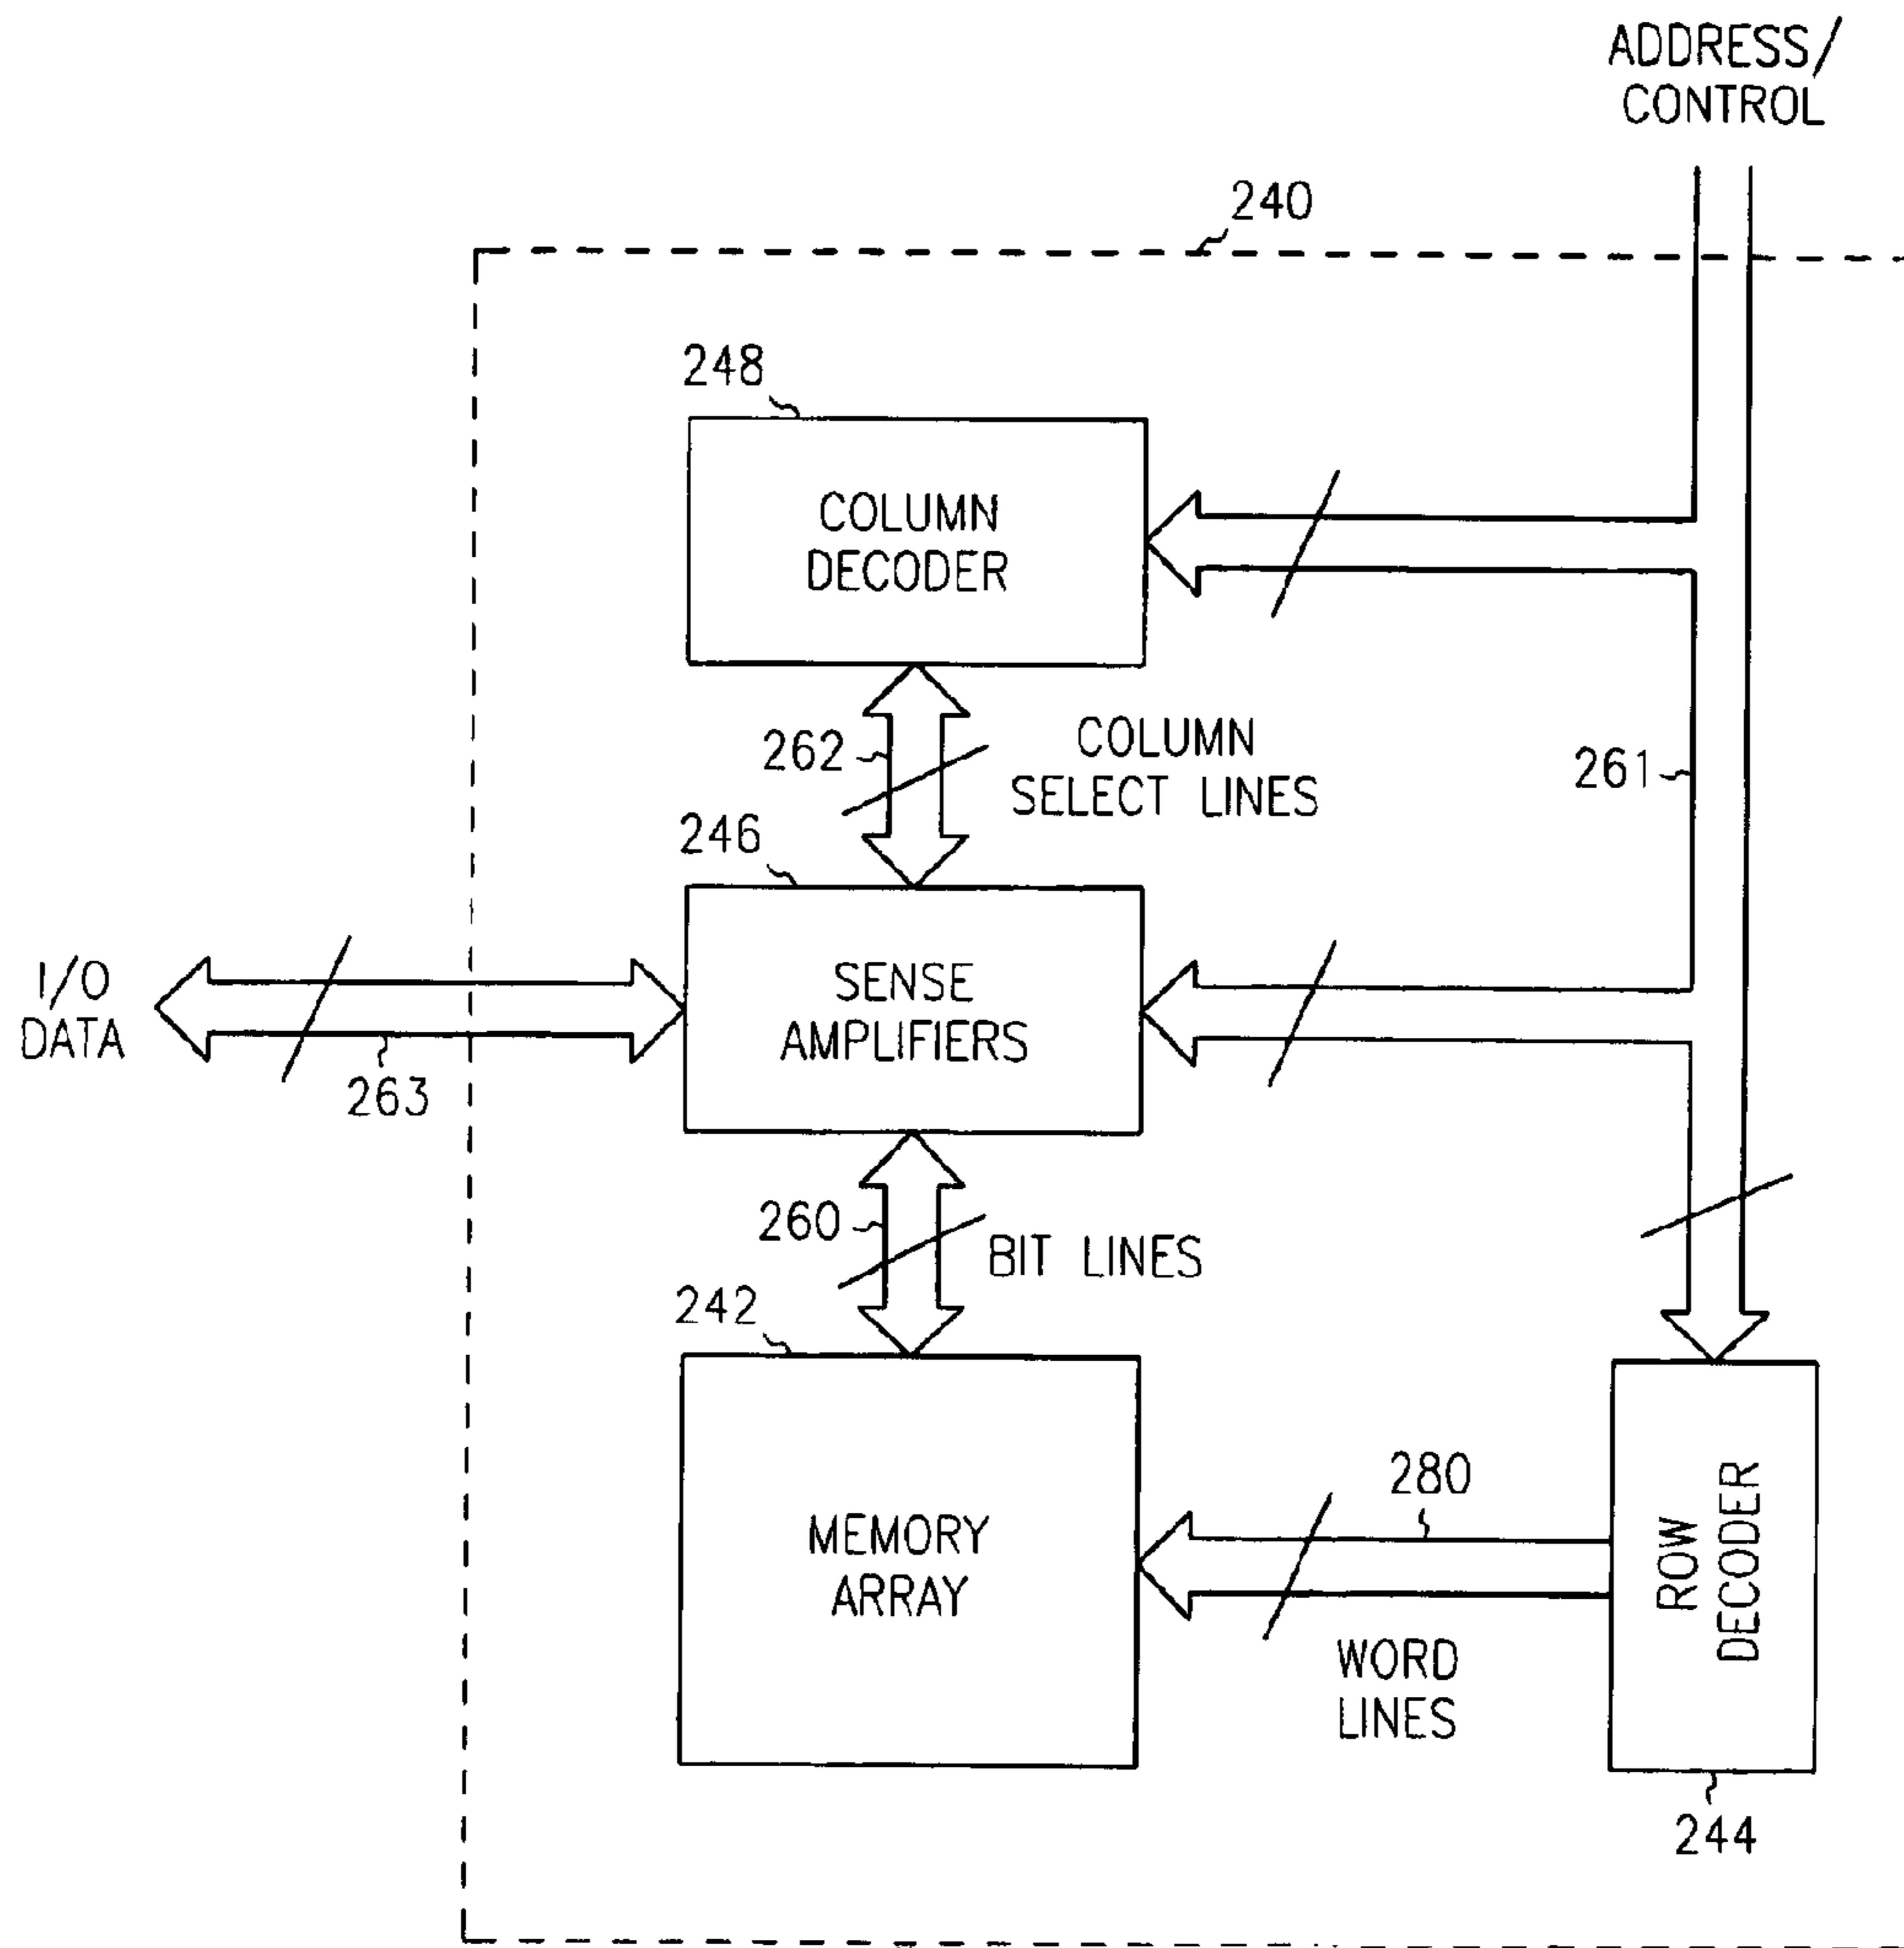 ADDRESS/
CONTROL
240
248
COLUMN
DECODER
262
COLUMN
SELECT LINES
261
246
I/O
DATA
SENSE
AMPLIFIERS
263
260
BIT LINES
242
280
MEMORY
ARRAY
ROW
DECODER
WORD
LINES
244